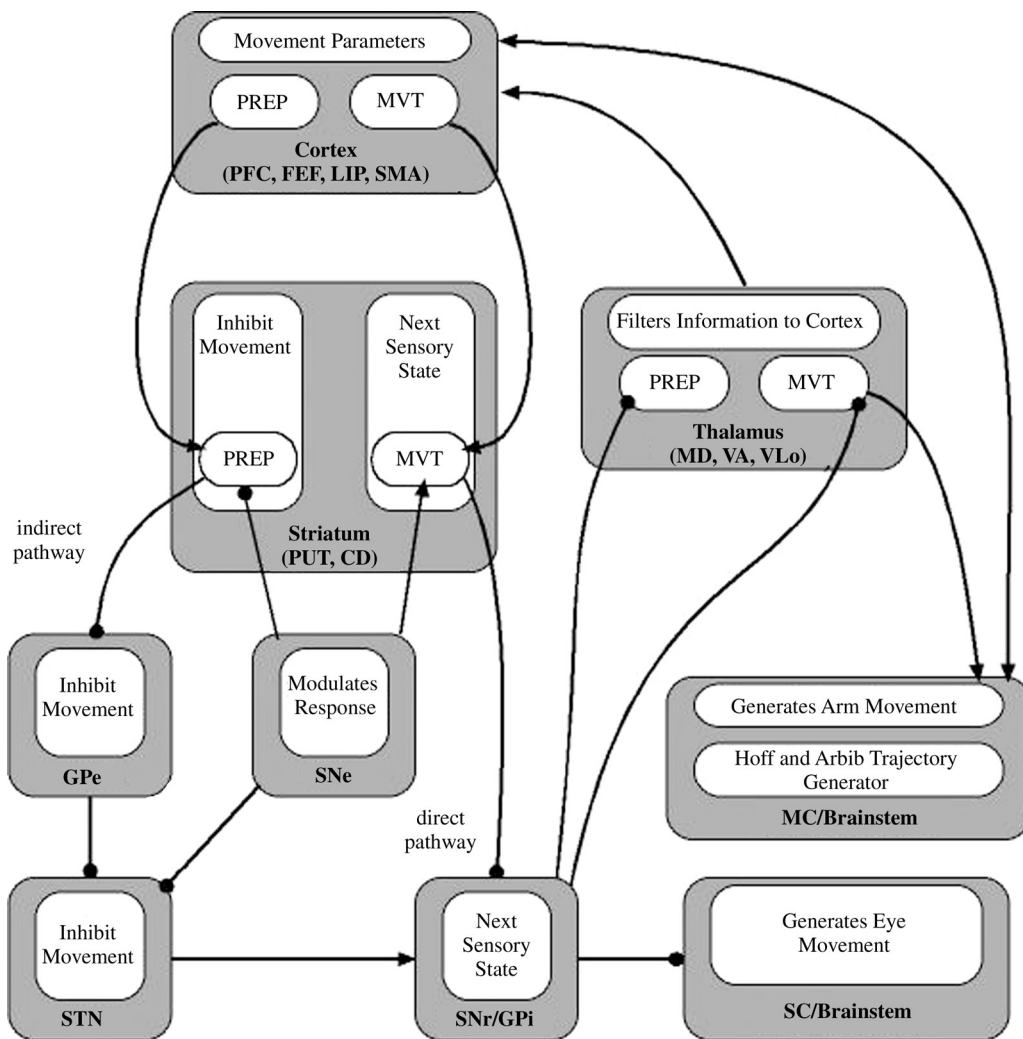 Movement Parameters
PREP
MVT
Cortex
(PFC, FEF, LIP, SMA)
Inhibit
Movement
Next
Sensory
State
PREP
MVT
Striatum
(PUT, CD)
Filters Information to Cortex
PREP
MVT
Thalamus
(MD, VA, VLo)
indirect
pathway
Inhibit
Movement
GPe
Modulates
Response
SNe
direct
pathway
Generates Arm Movement
Hoff and Arbib Trajectory
Generator
MC/Brainstem
Inhibit
Movement
STN
Next
Sensory
State
SNr/GPi
Generates Eye
Movement
SC/Brainstem